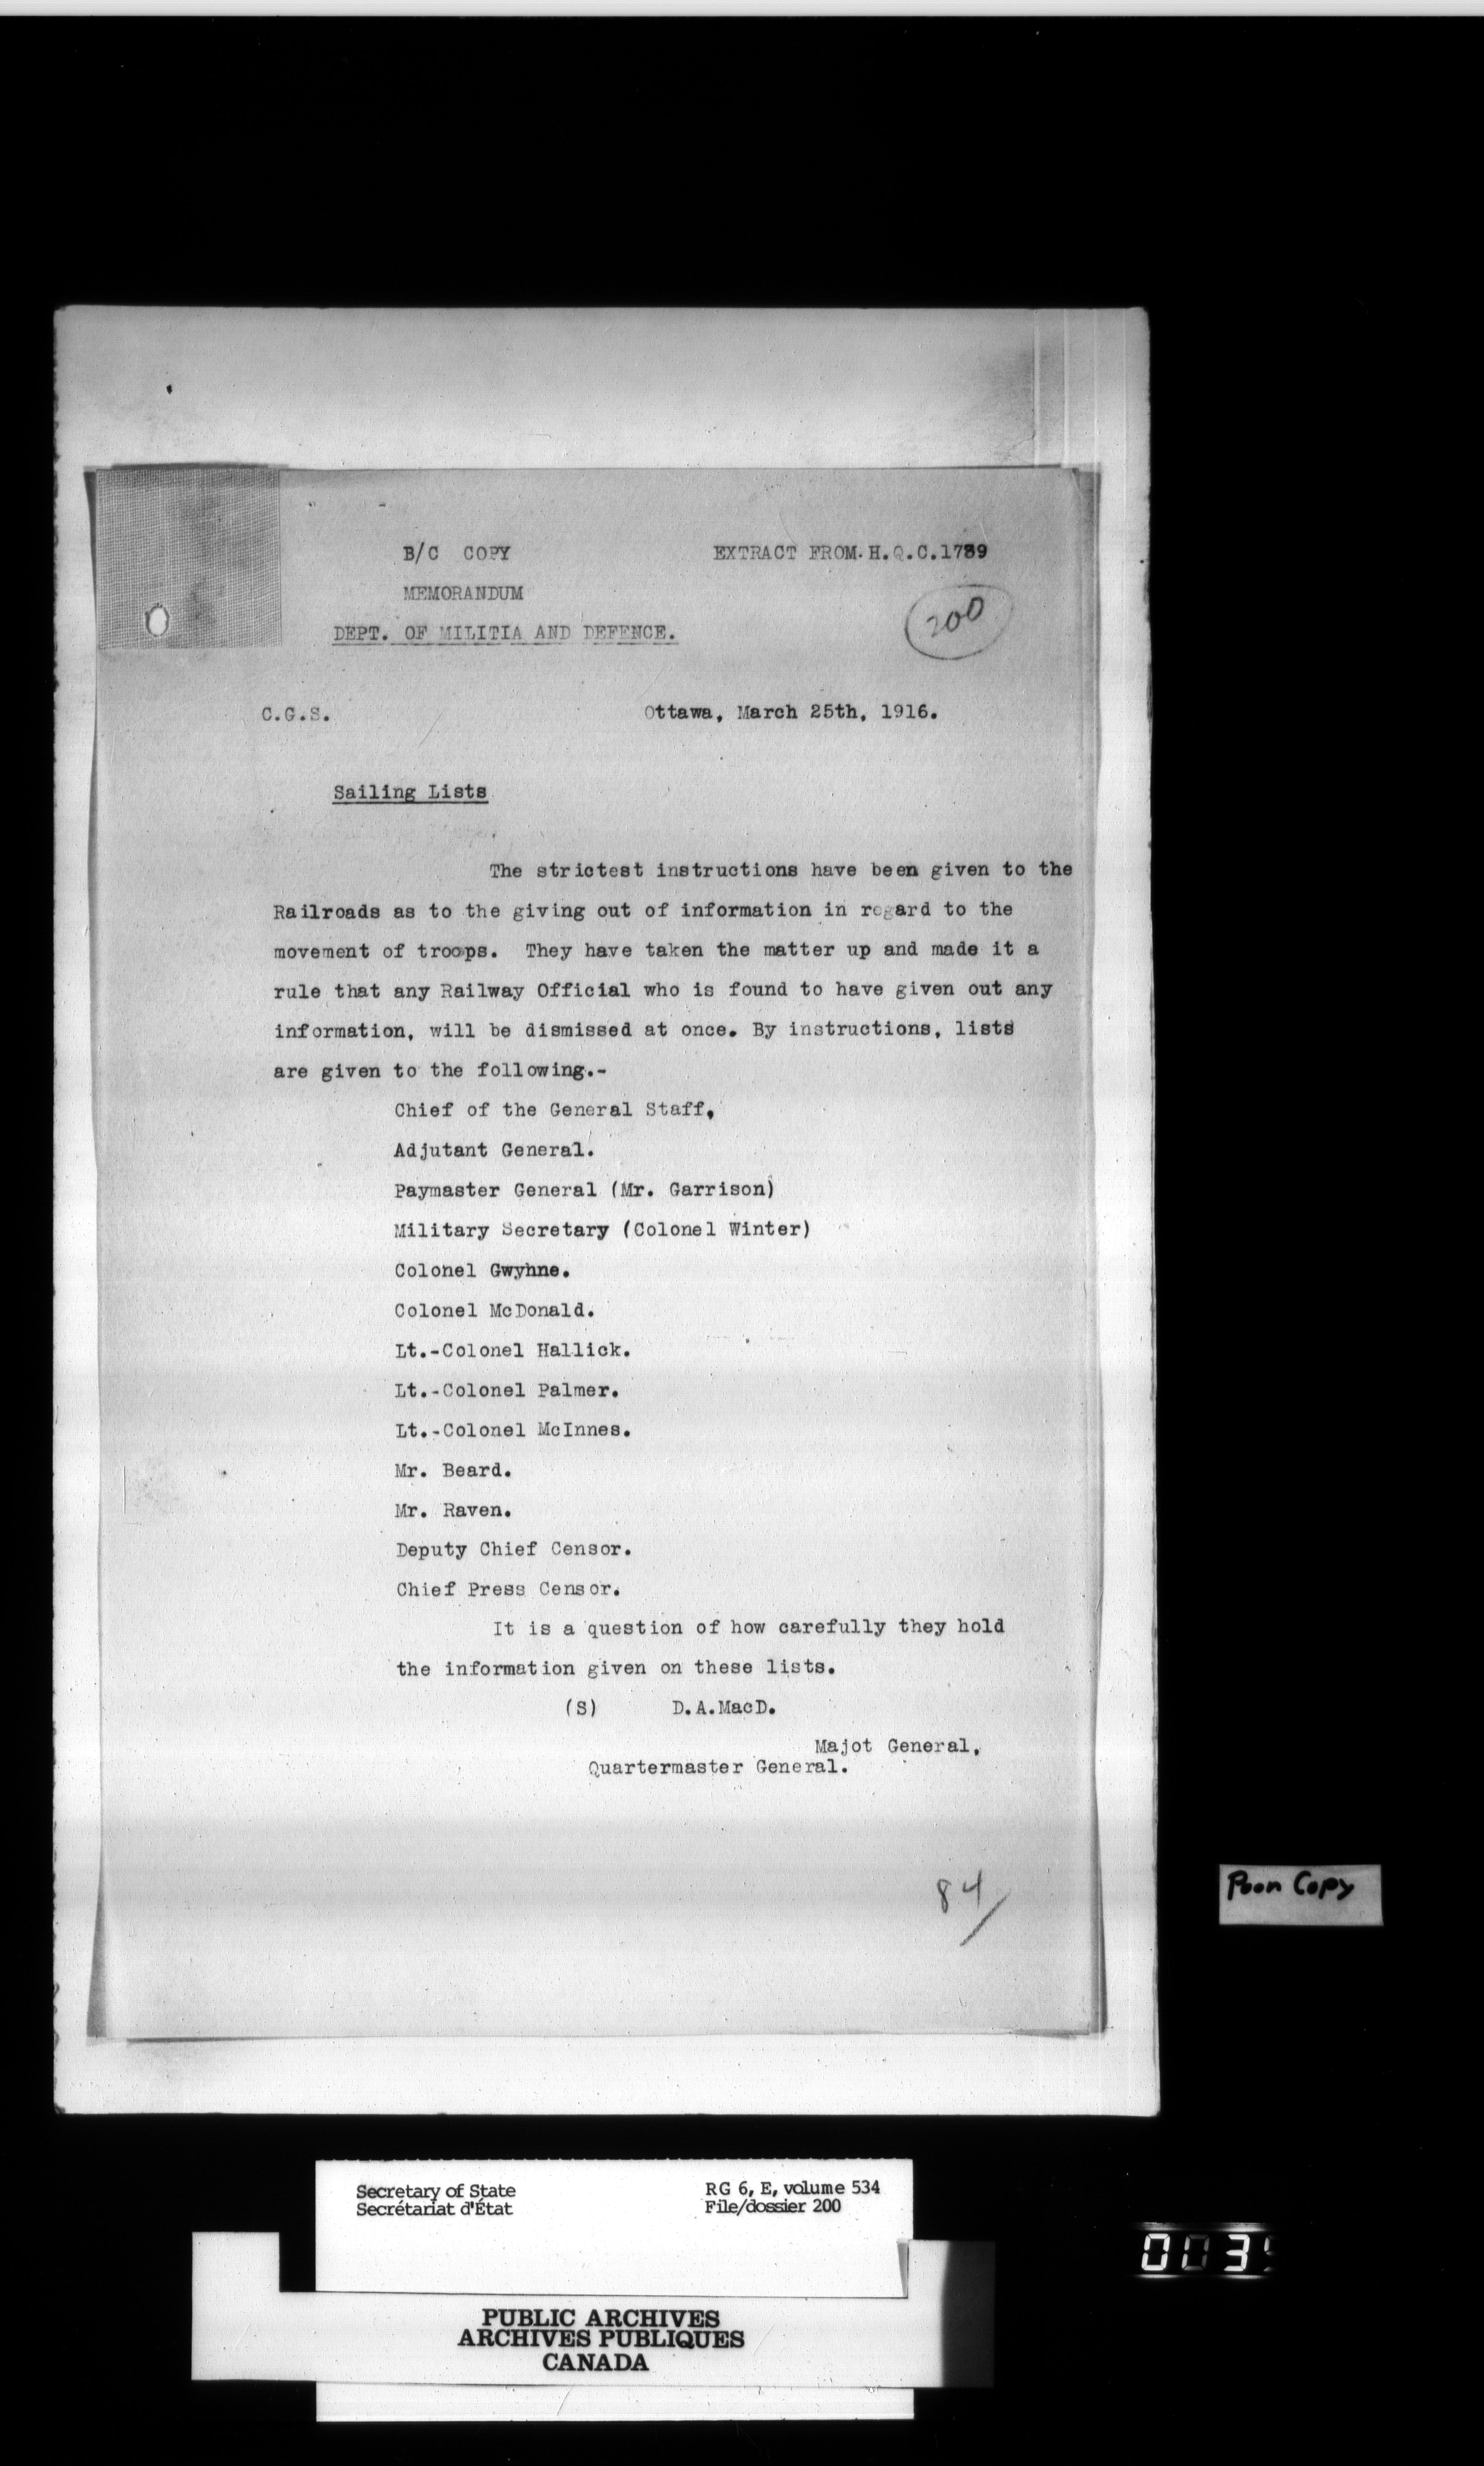 B/C COPY EXTRACT FROM. H.Q.C.1789
MEMORANDUM
200
DEPT. OF MILITIA AND DEFENCE.
C.G.S. Ottawa, March 25th, 1916.
Sailing Lists
The strictest instructions have been given to the
Railroads as to the giving out of information in regard to the
movement of troops. They have taken the matter up and made it a
rule that any Railway Official who is found to have given out any
information, will be dismissed at once. By instructions, lists
are given to the following.-
Chief of the General Staff,
Adjutant General.
Paymaster General (Mr. Garrison)
Military Secretary (Colonel Winter)
Colonel Gwyhne.
Colonel McDonald.
Lt.-Colonel Hallick.
Lt.-Colonel Palmer.
Lt.-Colonel McInnes.
Mr. Beard.
Mr. Raven.
Deputy Chief Censor.
Chief Press Censor.
It is a question of how carefully they hold
the information given on these lists.
(S) D.A.MacD.
Majot General,
Quartermaster General.
84/
Poor Copy
Secretary of State RG 6, E, volume 534
Secrétariat d'État File/dossier 200
PUBLIC ARCHIVES
ARCHIVES PUBLIQUES
CANADA